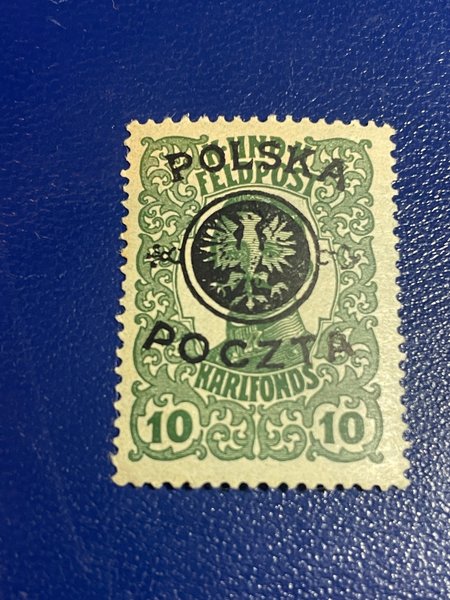 POLSKA
FELDPOST
POCZTA
KARLFONDS
10 10